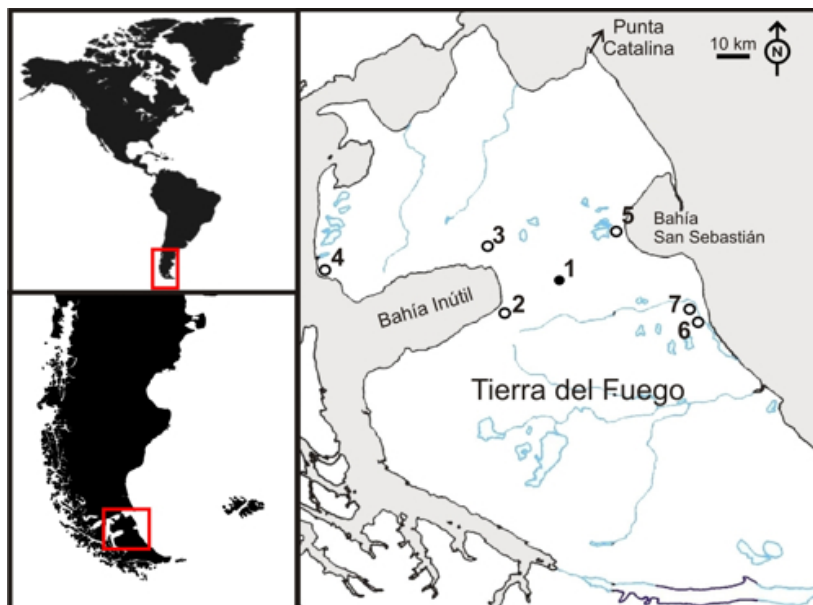 Punta
Catalina
10 km
N
5
Bahía
San Sebastián
3
4
1
Bahía Inútil
2
7
6
Tierra del Fuego